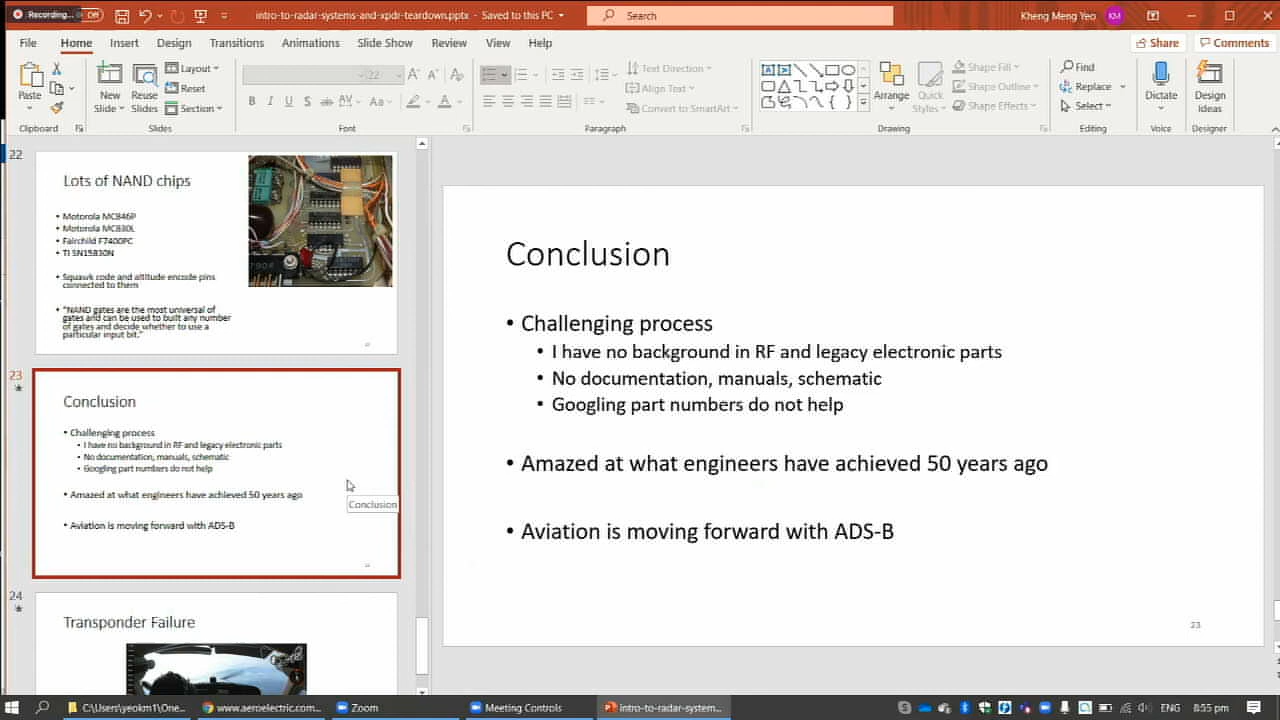 Recording...
Off
intro-to-radar-systems-and-xpdr-teardown.pptx - Saved to this PC
Search
Kheng Meng Yeo
KM
File Home Insert Design Transitions Animations Slide Show Review View Help
Share
Comments
Paste
New Slide
Reuse Slides
Layout
Reset
Section
22
Text Direction
Align Text
Convert to SmartArt
Arrange
Quick Styles
Shape Fill
Shape Outline
Shape Effects
Find
Replace
Select
Dictate
Design Ideas
Clipboard Slides Font Paragraph Drawing Editing Voice Designer
22
Lots of NAND chips
• Motorola MC846P
• Motorola MC830L
• Fairchild F7400PC
• TI SN15830N
• Squawk code and altitude encode pins
connected to them
• "NAND gates are the most universal of
gates and can be used to built any number
of gates and decide whether to use a
particular input bit."
23
Conclusion
• Challenging process
• I have no background in RF and legacy electronic parts
• No documentation, manuals, schematic
• Googling part numbers do not help
• Amazed at what engineers have achieved 50 years ago
• Aviation is moving forward with ADS-B
Conclusion
24
Transponder Failure
Conclusion
• Challenging process
• I have no background in RF and legacy electronic parts
• No documentation, manuals, schematic
• Googling part numbers do not help
• Amazed at what engineers have achieved 50 years ago
• Aviation is moving forward with ADS-B
23
C:\Users\yeokm1\One...
www.aeroelectric.com...
Zoom
Meeting Controls
intro-to-radar-system...
ENG
8:55 pm